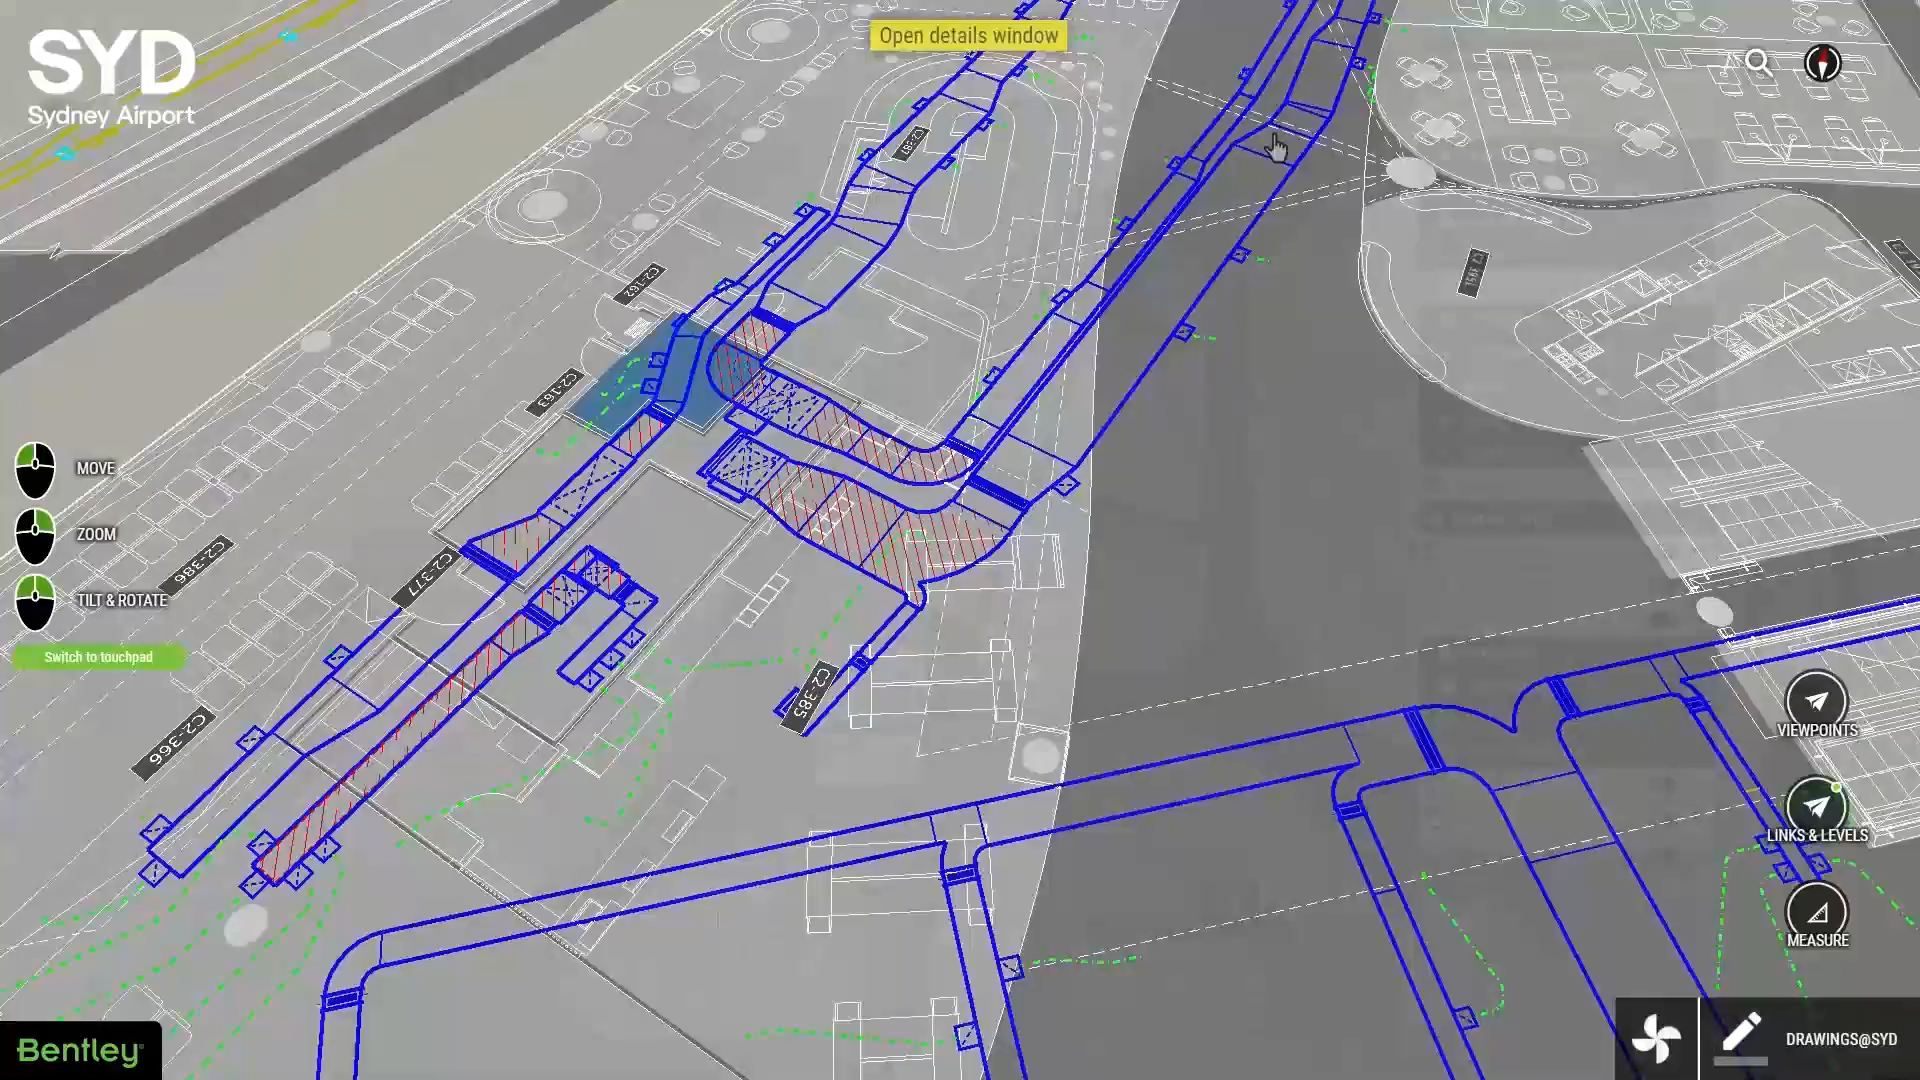 SYD
Sydney Airport
Open details window
C2-162
C2-163
C2-377
C2-386
C2-366
C2-385
MOVE
ZOOM
TILT & ROTATE
Switch to touchpad
VIEWPOINTS
LINKS & LEVELS
MEASURE
Bentley
DRAWINGS@SYD